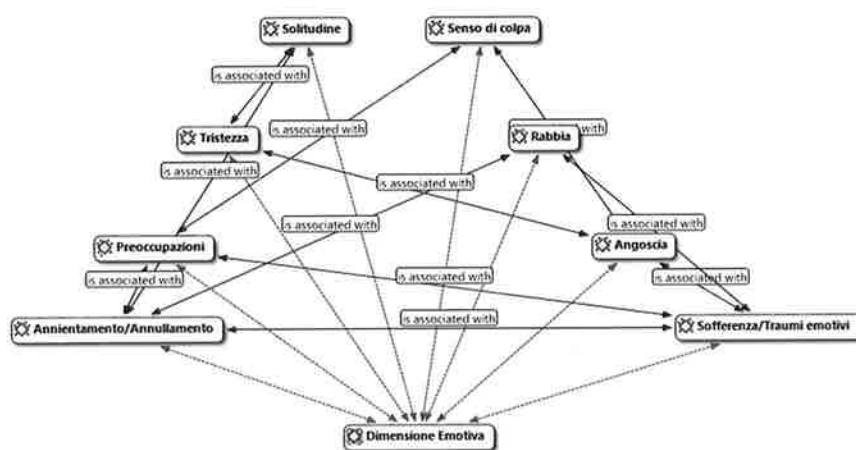 Solitudine
Senso di colpa
is associated with
is associated with
with
Tristezza
Rabbia
is associated with
is associated with
is associated with
is associated with
Preoccupazioni
Angoscia
is associated with
is associated with
is associated with
Annientamento/Annullamento
is associated with
Sofferenza/Traumi emotivi
Dimensione Emotiva